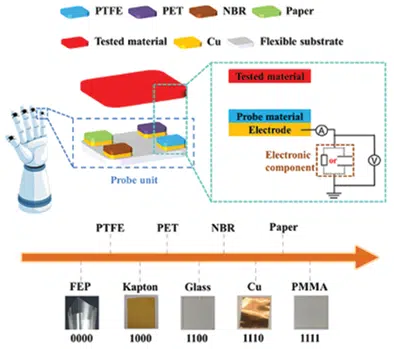 PTFE PET NBR Paper
Tested material Cu Flexible substrate
Tested material
Probe material
Electrode
A
Electronic
component
or
V
Probe unit
PTFE PET NBR Paper
FEP Kapton Glass Cu PMMA
0000 1000 1100 1110 1111